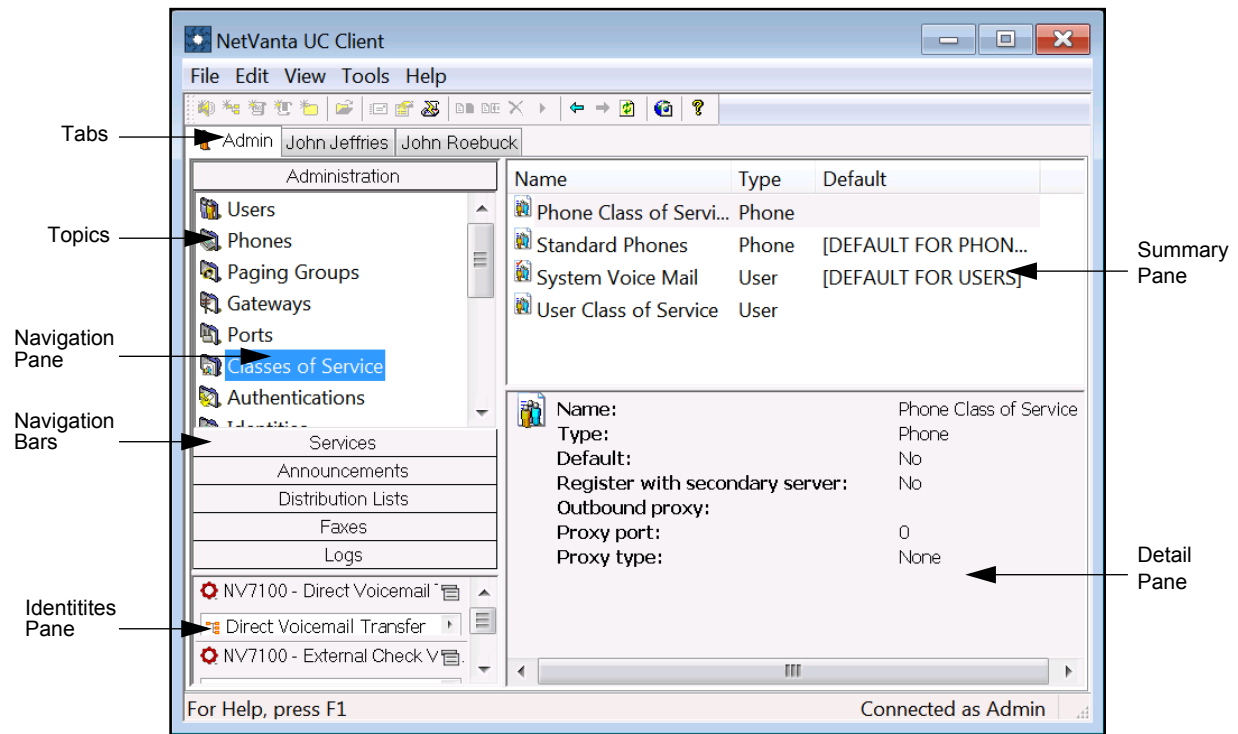 NetVanta UC Client
File Edit View Tools Help
Tabs
Admin John Jeffries John Roebuck
Administration
Name Type Default
Users
Phone Class of Servi... Phone
Topics
Phones
Standard Phones Phone [DEFAULT FOR PHON...
Summary
Pane
Paging Groups
System Voice Mail User [DEFAULT FOR USERS]
Gateways
User Class of Service User
Ports
Navigation
Pane
Classes of Service
Authentications
Identities
Name: Phone Class of Service
Navigation
Bars
Services
Type: Phone
Announcements
Default: No
Distribution Lists
Register with secondary server: No
Faxes
Outbound proxy:
Logs
Proxy port: 0
Proxy type: None
Detail
Pane
NV7100 - Direct Voicemail
Identitites
Pane
Direct Voicemail Transfer
NV7100 - External Check V
For Help, press F1
Connected as Admin